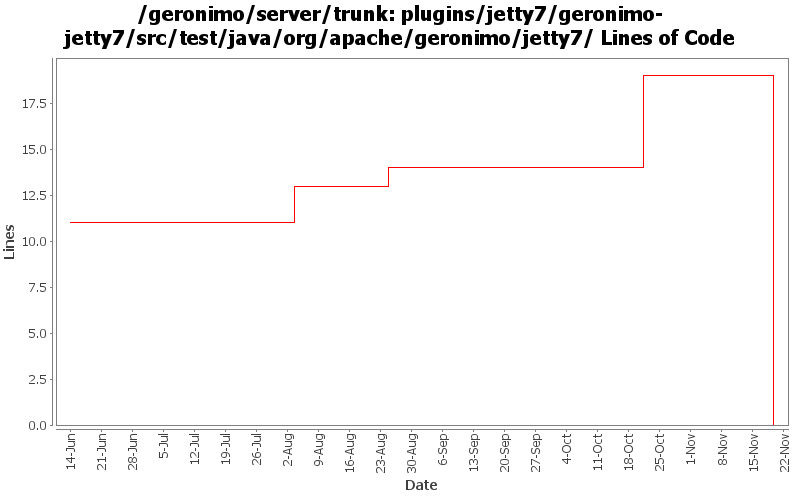 /geronimo/server/trunk: plugins/jetty7/geronimo-
jetty7/src/test/java/org/apache/geronimo/jetty7/ Lines of Code
Lines
17.5
15.0
12.5
10.0
7.5
5.0
2.5
0.0
14-Jun
21-Jun
28-Jun
5-Jul
12-Jul
19-Jul
26-Jul
2-Aug
9-Aug
16-Aug
23-Aug
30-Aug
6-Sep
13-Sep
20-Sep
27-Sep
4-Oct
11-Oct
18-Oct
25-Oct
1-Nov
8-Nov
15-Nov
22-Nov
Date